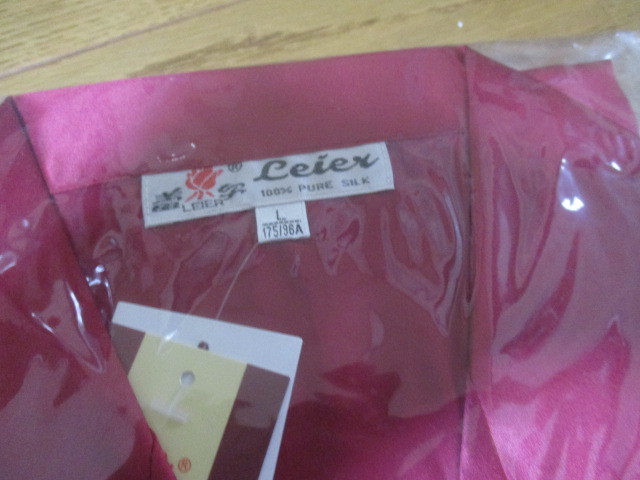 ® Leier
LEIER 100% PURE SILK
L
175/96A
®